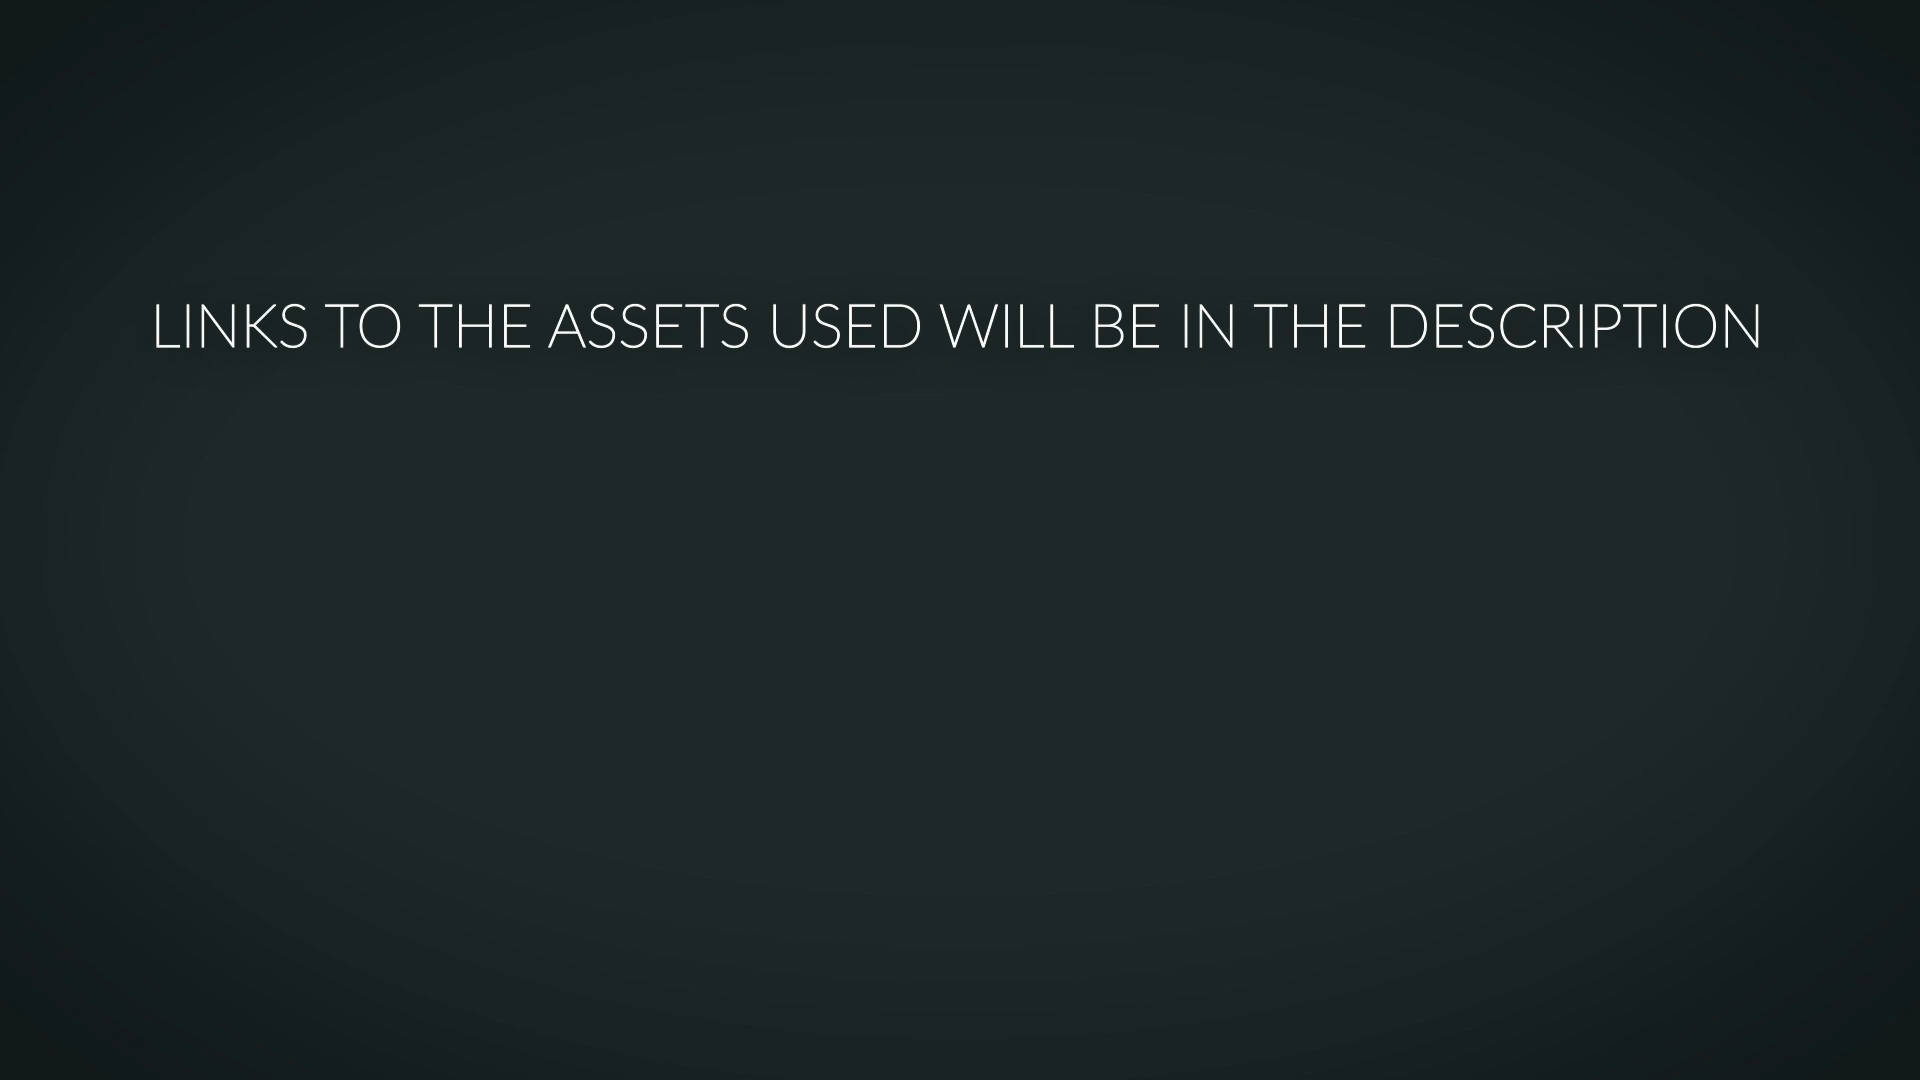 LINKS TO THE ASSETS USED WILL BE IN THE DESCRIPTION